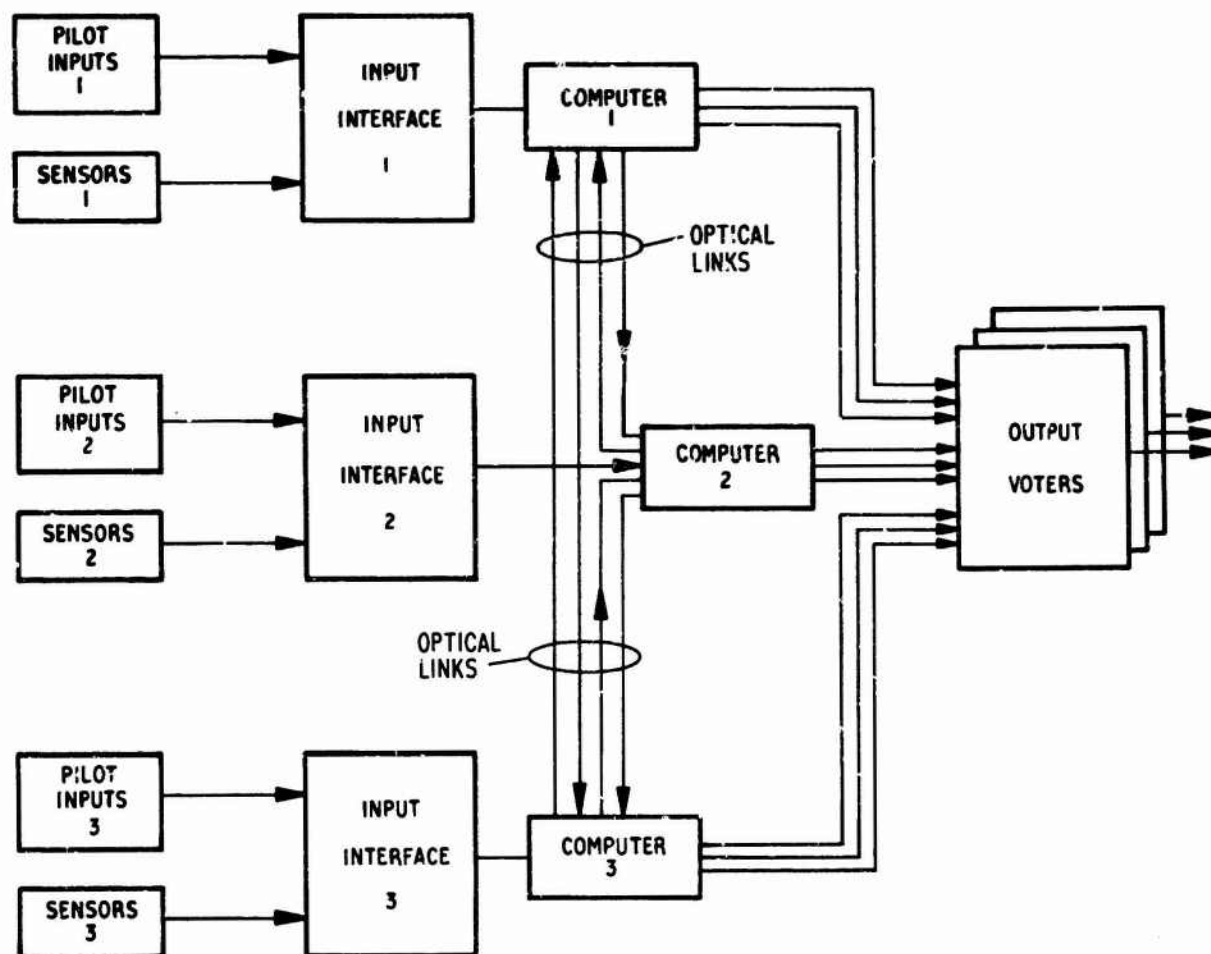 PILOT
INPUTS
1
SENSORS
1
INPUT
INTERFACE
1
COMPUTER
1
OPTICAL
LINKS
PILOT
INPUTS
2
SENSORS
2
INPUT
INTERFACE
2
COMPUTER
2
OUTPUT
VOTERS
OPTICAL
LINKS
PILOT
INPUTS
3
SENSORS
3
INPUT
INTERFACE
3
COMPUTER
3